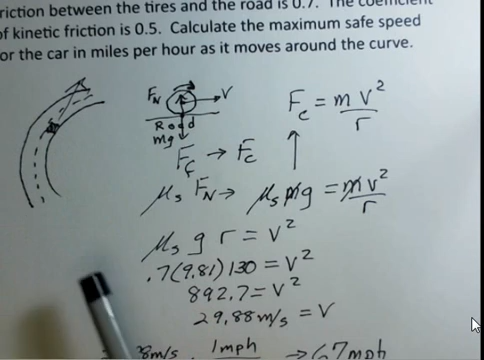 riction between the tires and the road is 0.7. The coefficient
of kinetic friction is 0.5. Calculate the maximum safe speed
or the car in miles per hour as it moves around the curve.
FN V
Road
mg
Fc = mv²/r
Ff → Fc
μs FN → μs mg = mv²/r
μs g r = v²
.7(9.81)130 = v²
892.7 = v²
29.88 m/s = V
8m/s 1mph → 67mph